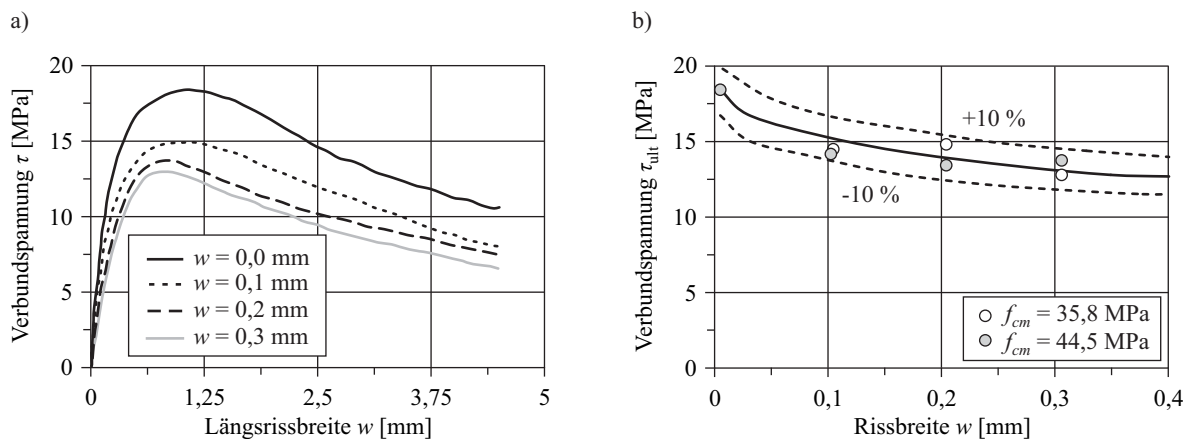 a)
Verbundspannung τ [MPa]
20
15
10
5
0
w = 0,0 mm
w = 0,1 mm
w = 0,2 mm
w = 0,3 mm
0 1,25 2,5 3,75 5
Längsrissbreite w [mm]
b)
Verbundspannung τult [MPa]
20
15
10
5
0
+10 %
-10 %
fcm = 35,8 MPa
fcm = 44,5 MPa
0 0,1 0,2 0,3 0,4
Rissbreite w [mm]